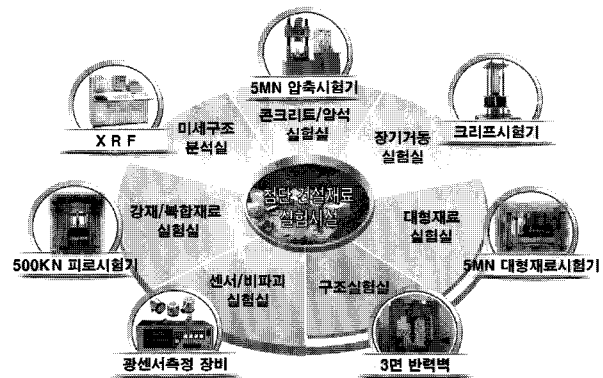 5MN 압축시험기
콘크리트/암석
실험실
X R F
미세구조
분석실
크리프시험기
장기거동
실험실
첨단 건설재료
실험시설
강재/복합재료
실험실
500KN 피로시험기
대형재료
실험실
5MN 대형재료시험기
센서/비파괴
실험실
구조실험실
광센서측정 장비
3면 반력벽